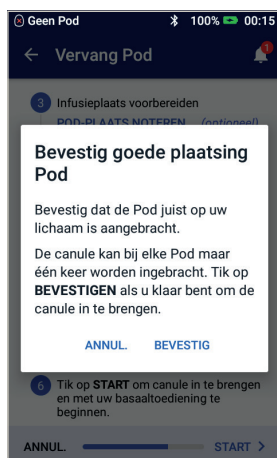 Geen Pod 100% 00:15
Vervang Pod
1
3 Infusieplaats voorbereiden
POD-PLAATS NOTEREN (optioneel)
Bevestig goede plaatsing
Pod
Bevestig dat de Pod juist op uw
lichaam is aangebracht.
De canule kan bij elke Pod maar
één keer worden ingebracht. Tik op
BEVESTIGEN als u klaar bent om de
canule in te brengen.
ANNUL. BEVESTIG
6 Tik op START om canule in te brengen
en met uw basaaltoediening te
beginnen.
ANNUL. START